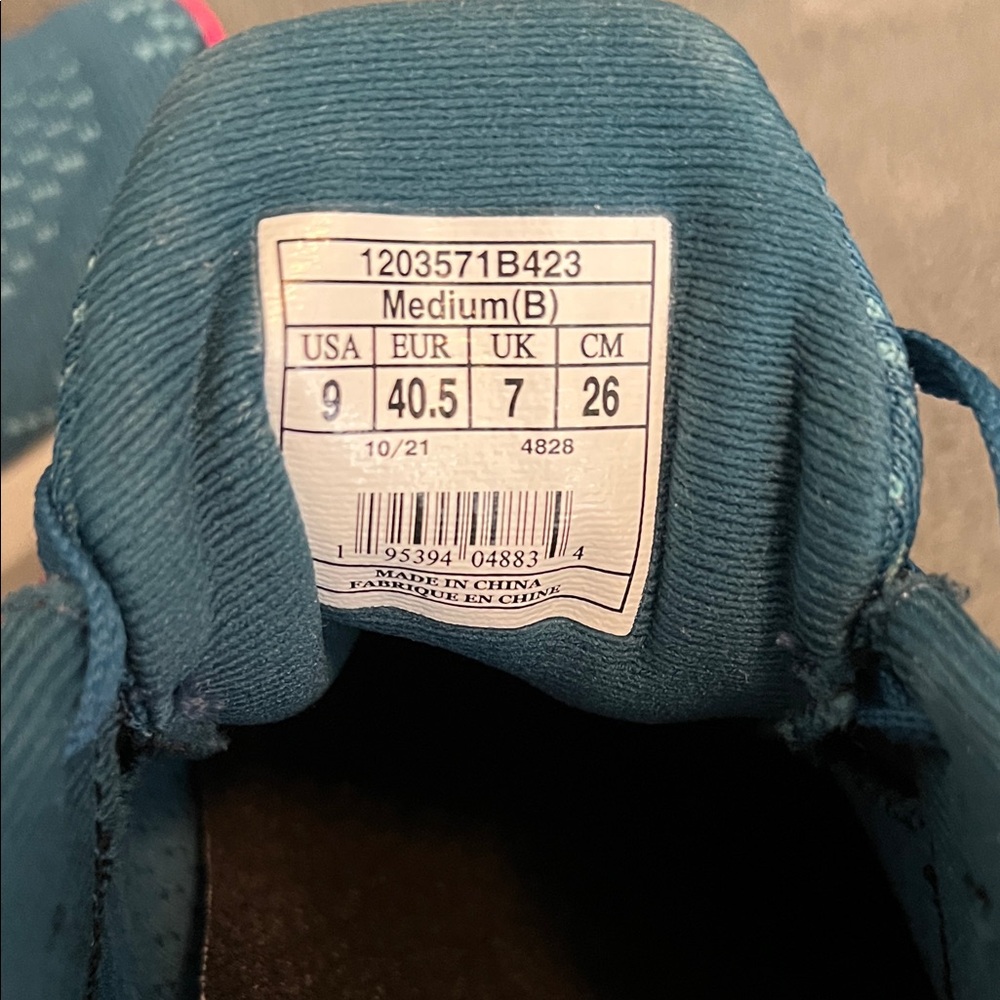 1203571B423
Medium(B)
USA EUR UK CM
9 40.5 7 26
10/21 4828
1 95394 04883 4
MADE IN CHINA
FABRIQUE EN CHINE